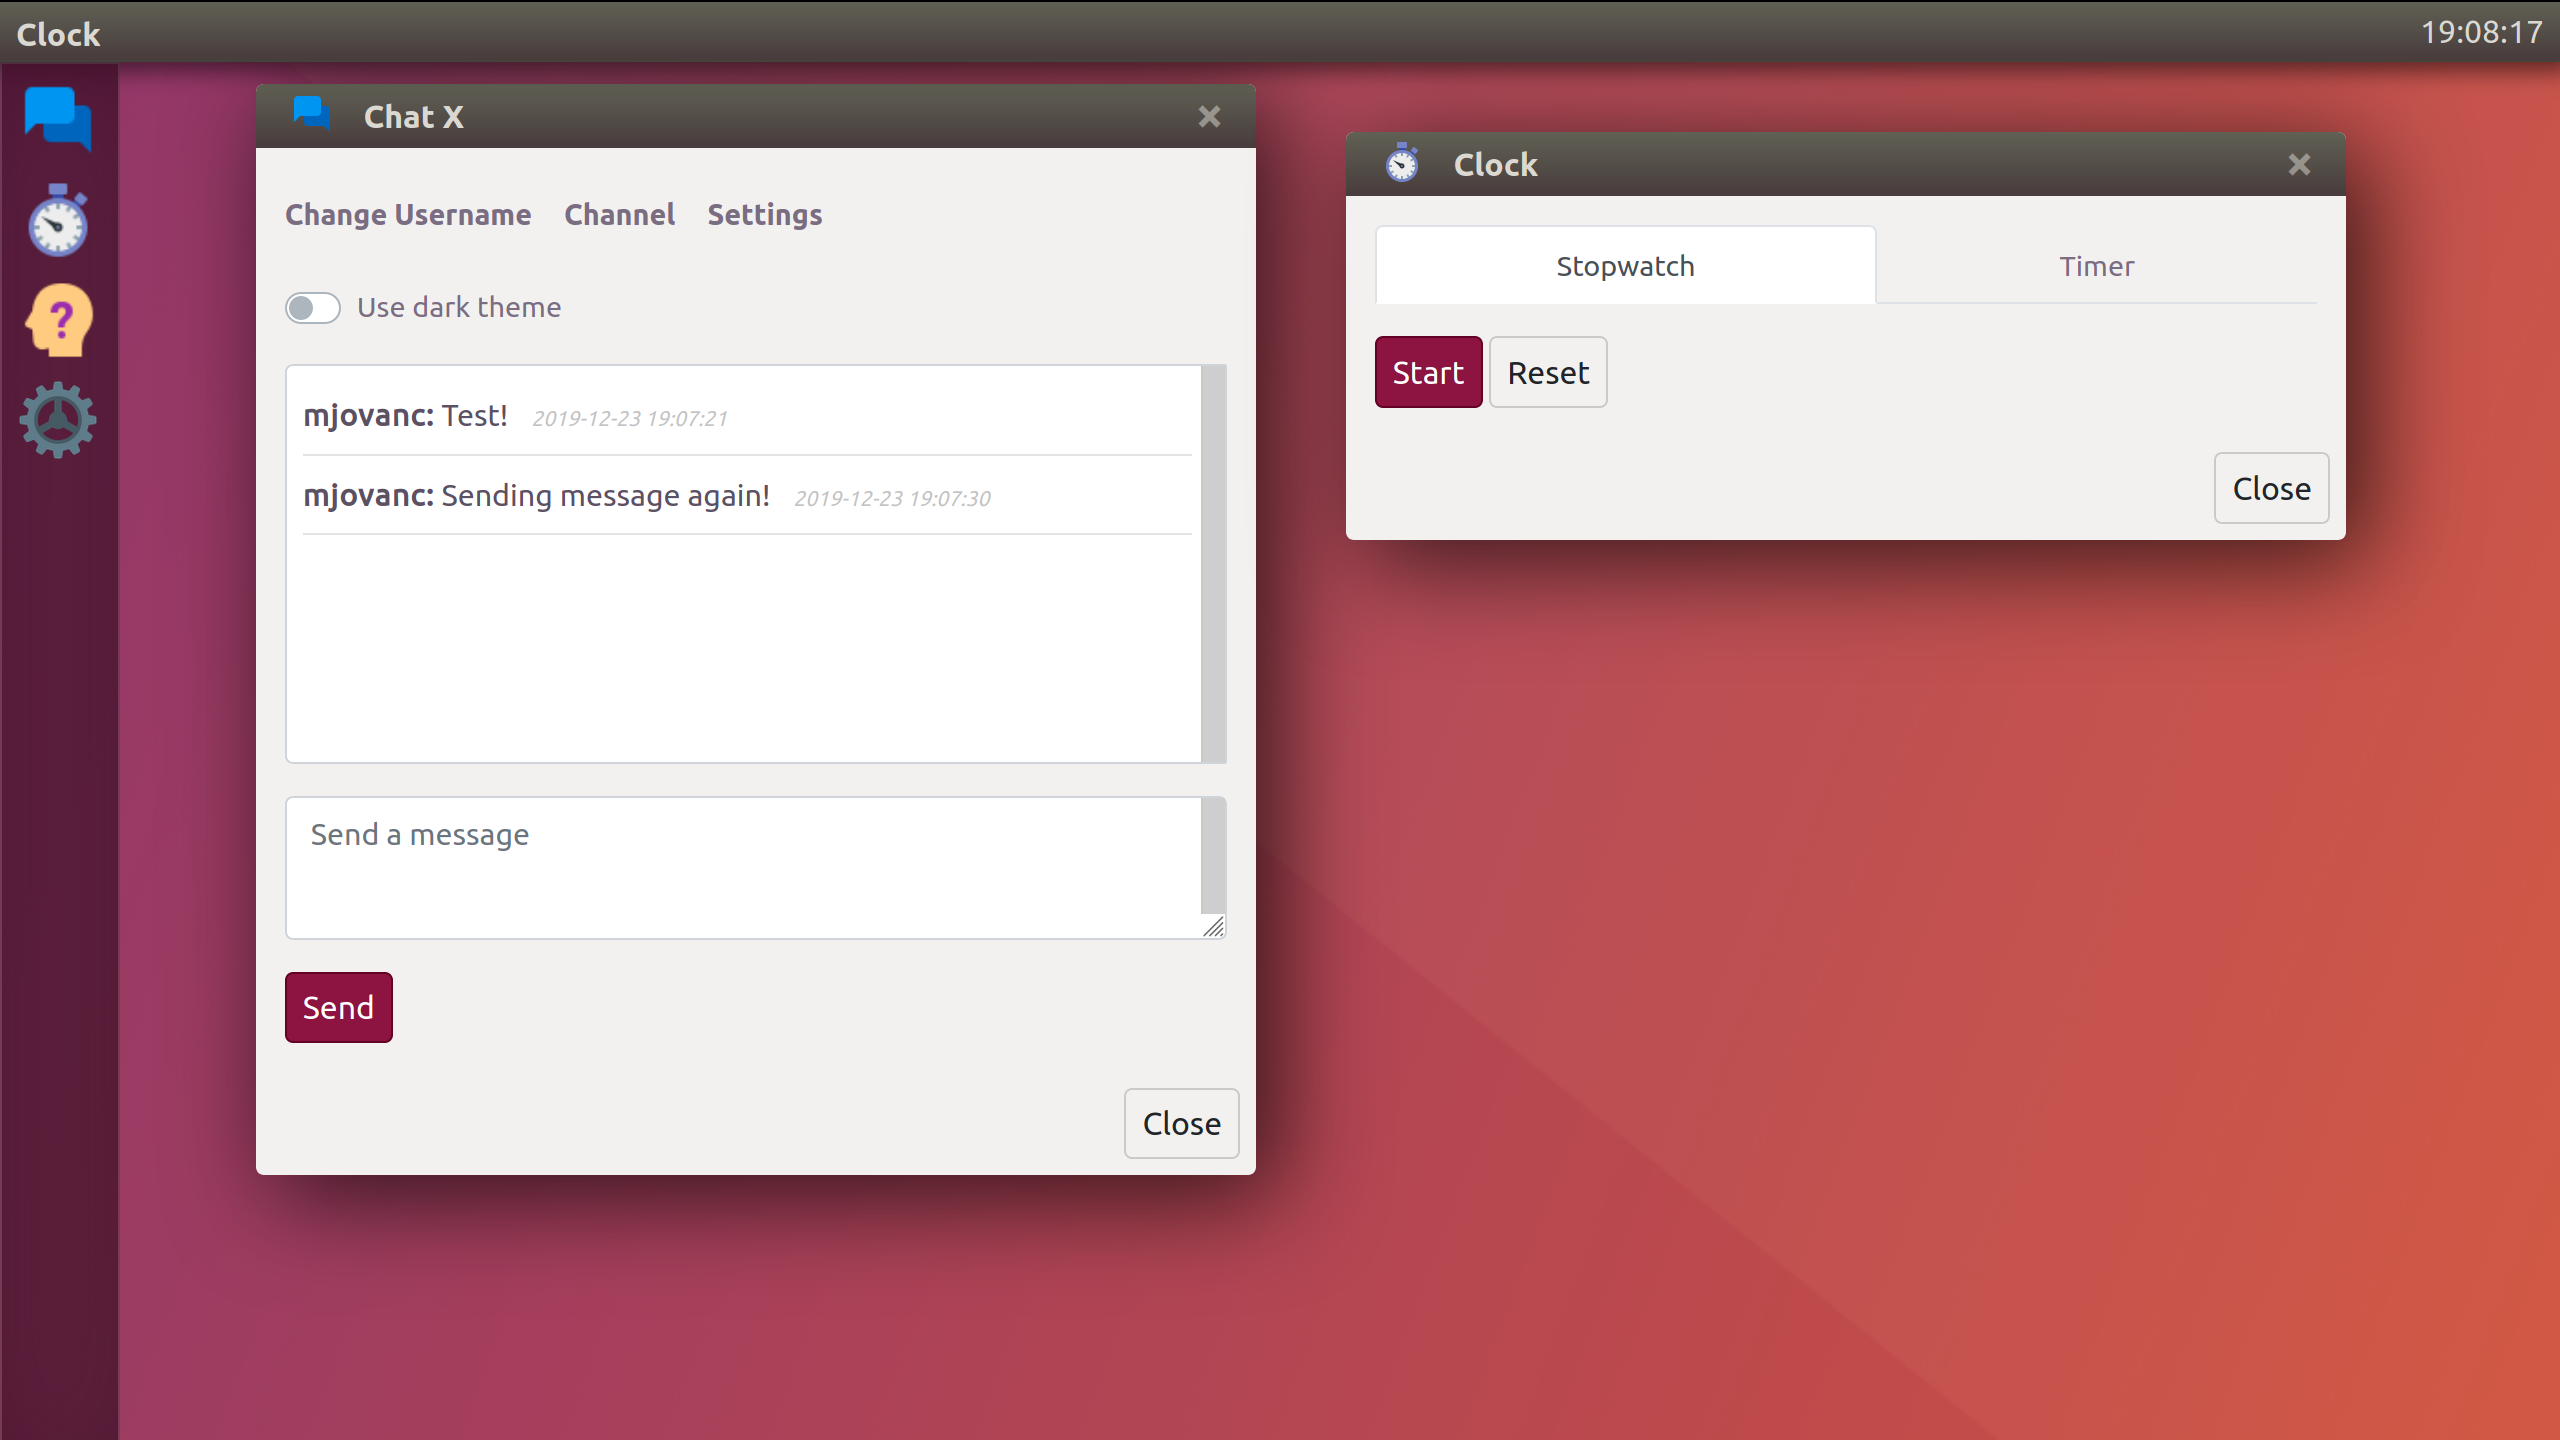 Clock 19:08:17
Chat X
Change Username Channel Settings
Use dark theme
mjovanc: Test! 2019-12-23 19:07:21
mjovanc: Sending message again! 2019-12-23 19:07:30
Send a message
Send
Close
Clock
Stopwatch Timer
Start Reset
Close